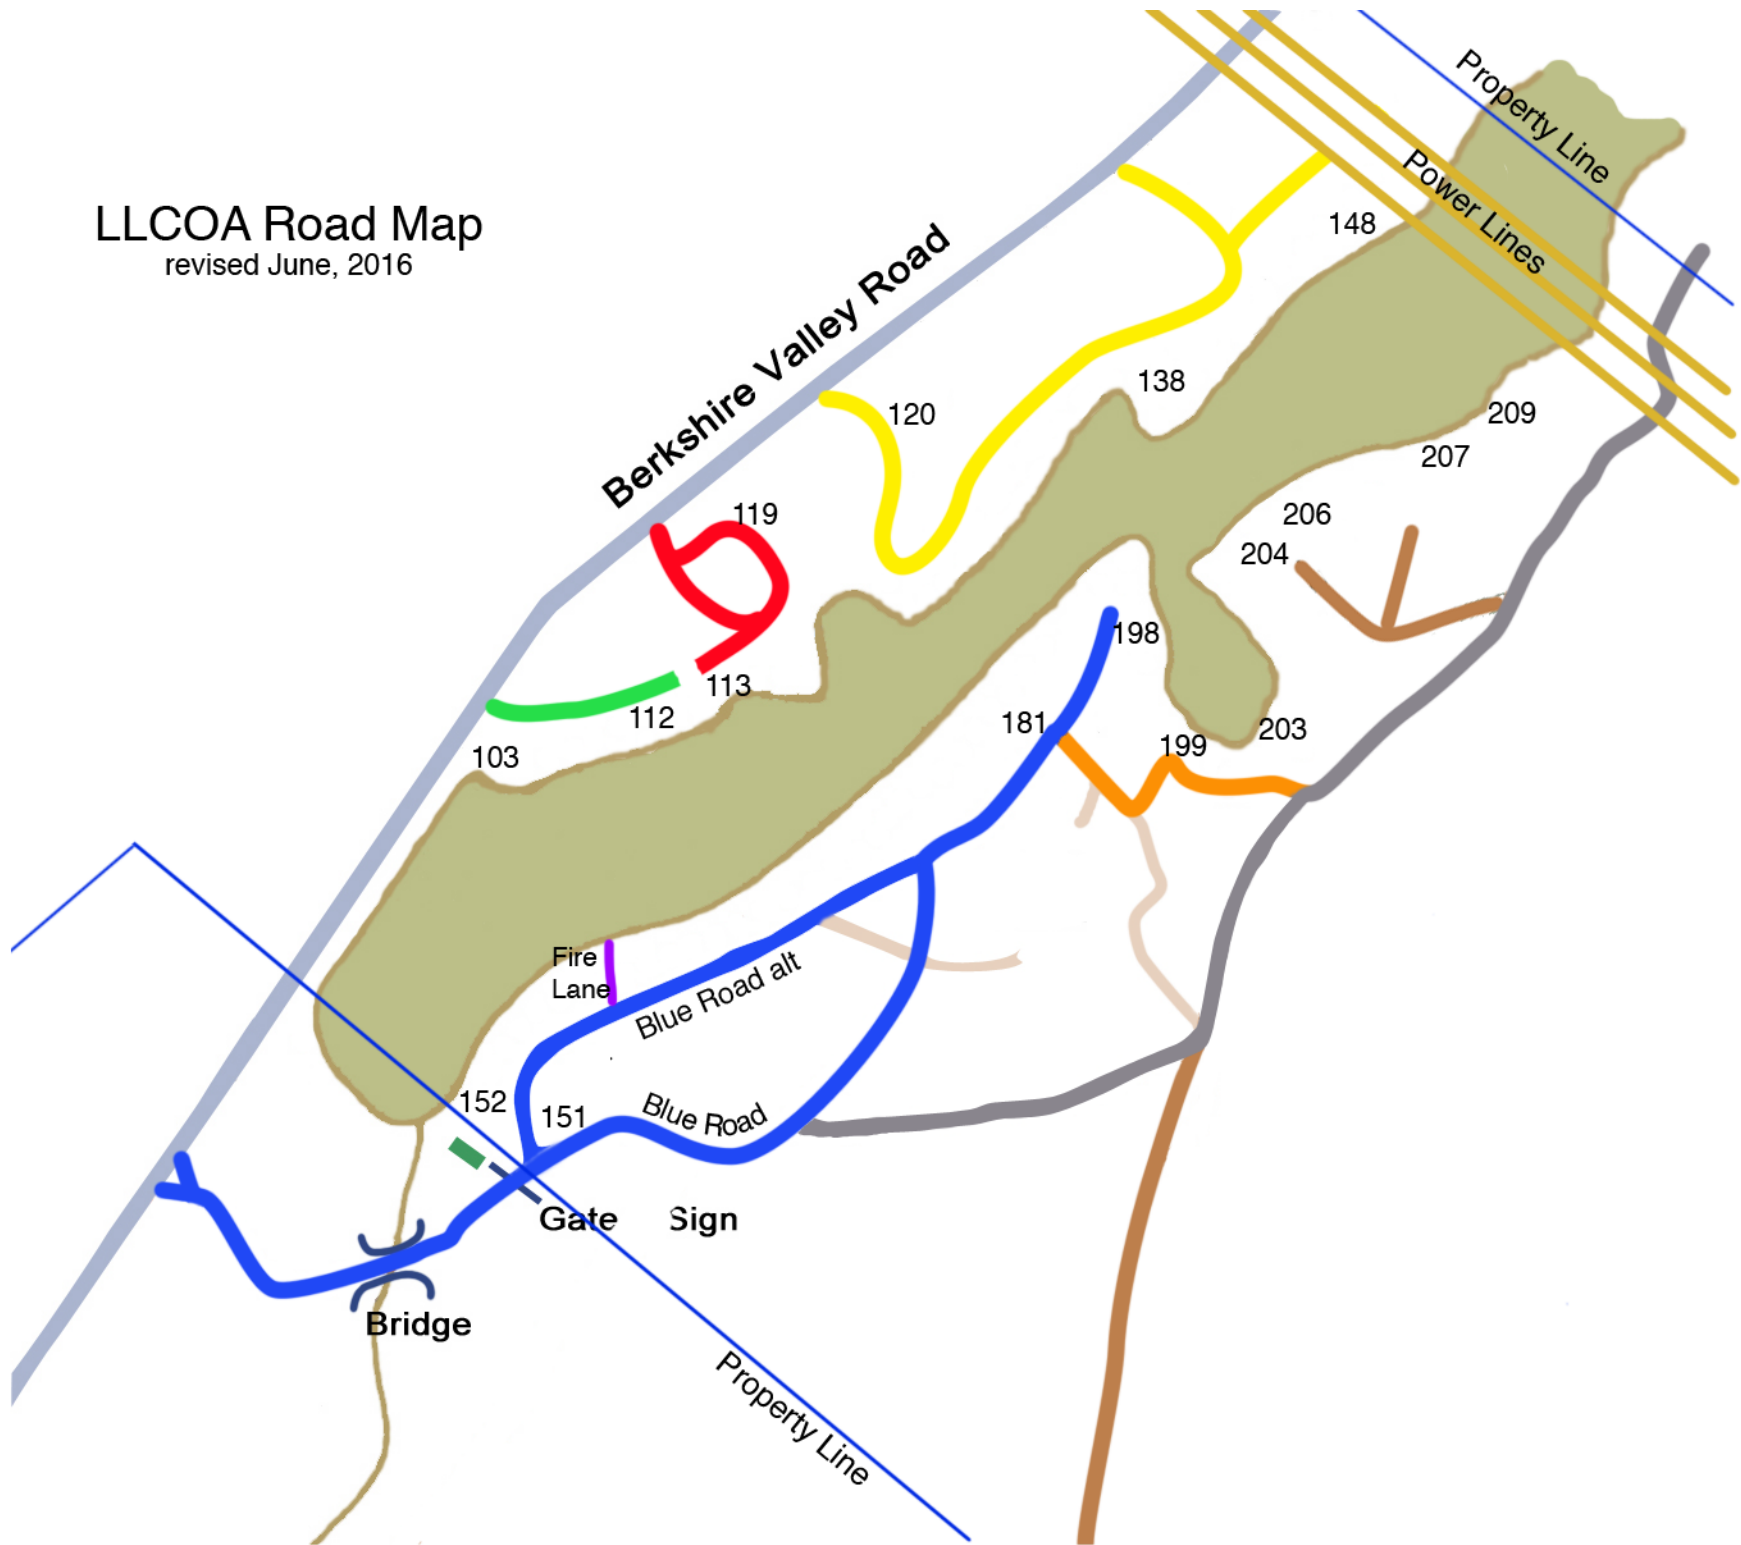 LLCOA Road Map
revised June, 2016
Berkshire Valley Road
Property Line
Power Lines
148
138
120
209
207
119
206
204
198
113
112
181
203
199
103
Fire
Lane
Blue Road alt
152
151
Blue Road
Gate
Sign
Bridge
Property Line